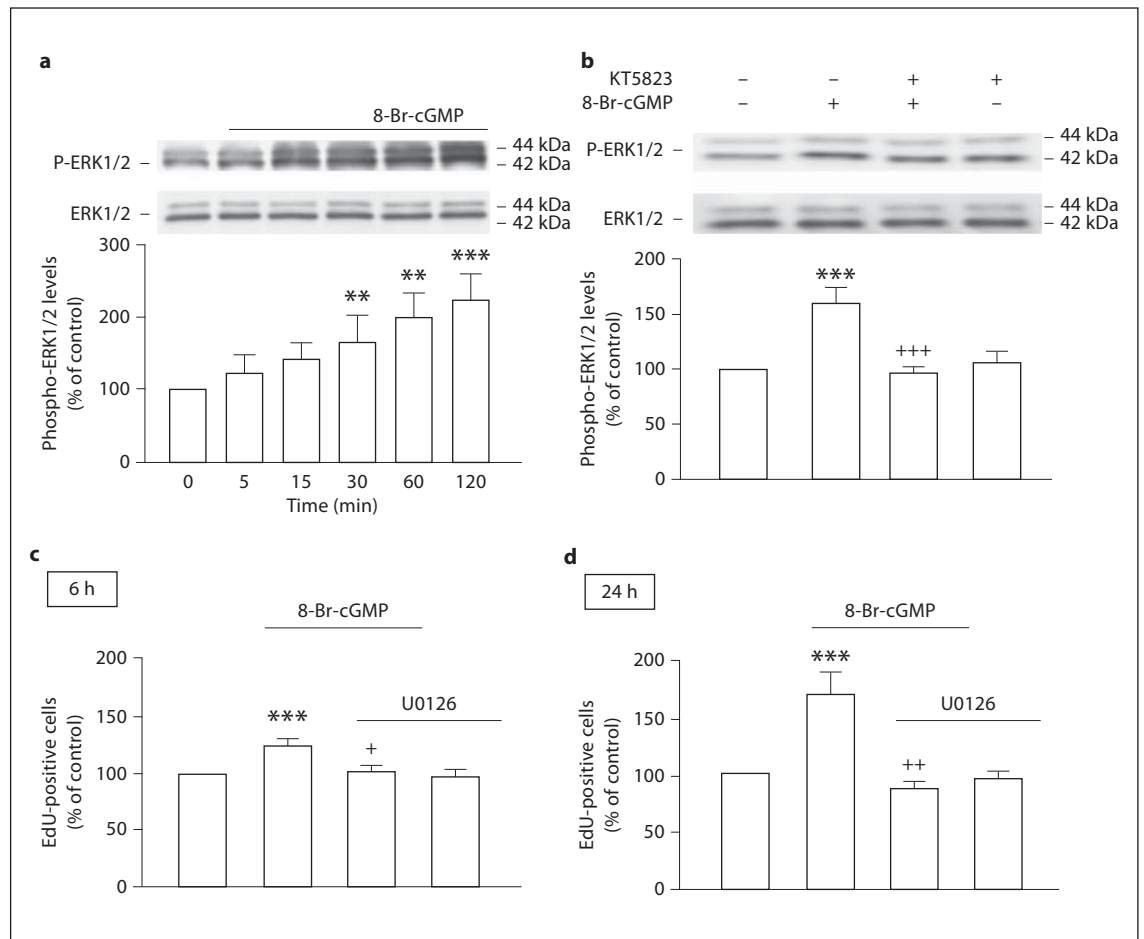 a
8-Br-cGMP
P-ERK1/2 –
– 44 kDa
– 42 kDa
ERK1/2 –
– 44 kDa
– 42 kDa
Phospho-ERK1/2 levels
(% of control)
300
200
100
0
**
**
***
0 5 15 30 60 120
Time (min)
b
KT5823 – – + +
8-Br-cGMP – + + –
P-ERK1/2 –
– 44 kDa
– 42 kDa
ERK1/2 –
– 44 kDa
– 42 kDa
Phospho-ERK1/2 levels
(% of control)
200
150
100
50
0
***
+++
c
6 h
8-Br-cGMP
U0126
EdU-positive cells
(% of control)
200
150
100
50
0
***
+
d
24 h
8-Br-cGMP
U0126
EdU-positive cells
(% of control)
200
150
100
50
0
***
++